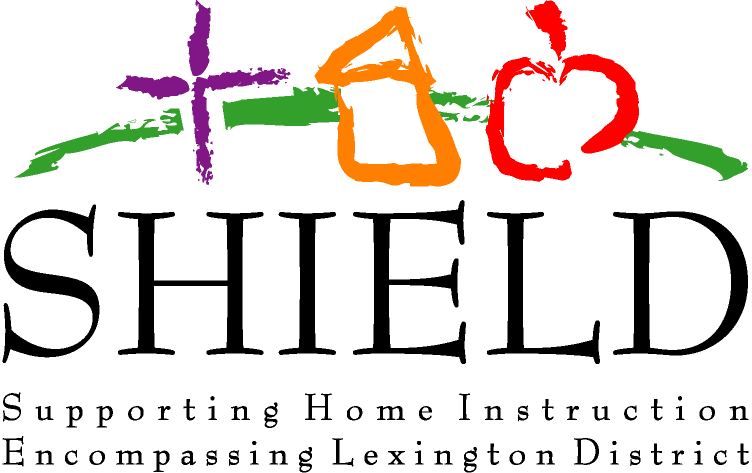 SHIELD
Supporting Home Instruction
Encompassing Lexington District